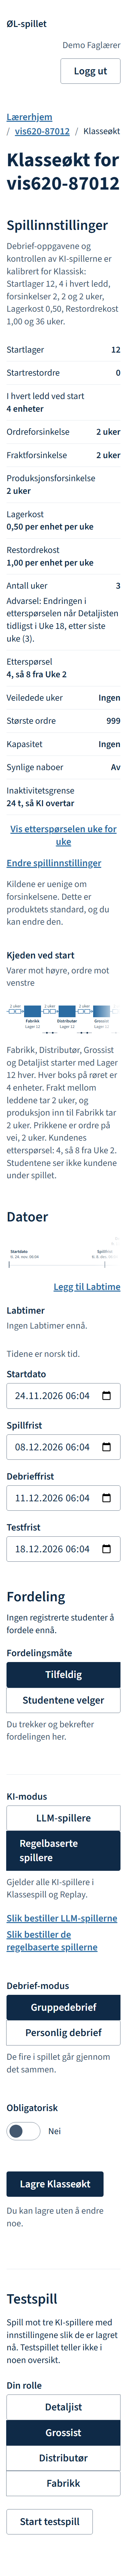 ØL-spillet
Demo Faglærer
Logg ut
Lærerhjem
/ vis620-87012 / Klasseøkt
Klasseøkt for
vis620-87012
Spillinnstillinger
Debrief-oppgavene og
kontrollen av KI-spillerne er
kalibrert for Klassisk:
Startlager 12, 4 i hvert ledd,
forsinkelser 2, 2 og 2 uker,
Lagerkost 0,50, Restordrekost
1,00 og 36 uker.
Startlager 12
Startrestordre 0
I hvert ledd ved start
4 enheter
Ordreforsinkelse 2 uker
Fraktforsinkelse 2 uker
Produksjonsforsinkelse
2 uker
Lagerkost
0,50 per enhet per uke
Restordrekost
1,00 per enhet per uke
Antall uker 3
Advarsel: Endringen i
etterspørselen når Detaljisten
tidligst i Uke 18, etter siste
uke (3).
Etterspørsel
4, så 8 fra Uke 2
Veiledede uker Ingen
Største ordre 999
Kapasitet Ingen
Synlige naboer Av
Inaktivitetsgrense
24 t, så KI overtar
Vis etterspørselen uke for
uke
Endre spillinnstillinger
Kildene er uenige om
forsinkelsene. Dette er
produktets standard, og du
kan endre den.
Kjeden ved start
Varer mot høyre, ordre mot
venstre
2 uker 2 uker 2 uker
Fabrikk Distributør Grossist
Lager 12 Lager 12 Lager 12
Fabrikk, Distributør, Grossist
og Detaljist starter med Lager
12 hver. Hver boks på røret er
4 enheter. Frakt mellom
leddene tar 2 uker, og
produksjon inn til Fabrikk tar
2 uker. Prikkene er ordre på
vei, 2 uker. Kundenes
etterspørsel: 4, så 8 fra Uke 2.
Studentene ser ikke kundene
under spillet.
Datoer
Startdato
Legg til Labtime
Labtimer
Ingen Labtimer ennå.
Tidene er norsk tid.
Startdato
24.11.2026 06:04
Spillfrist
08.12.2026 06:04
Debrieffrist
11.12.2026 06:04
Testfrist
18.12.2026 06:04
Fordeling
Ingen registrerte studenter å
fordele ennå.
Fordelingsmåte
Tilfeldig
Studentene velger
Du trekker og bekrefter
fordelingen her.
KI-modus
LLM-spillere
Regelbaserte
spillere
Gjelder alle KI-spillere i
Klassespill og Replay.
Slik bestiller LLM-spillerne
Slik bestiller de
regelbaserte spillerne
Debrief-modus
Gruppedebrief
Personlig debrief
De fire i spillet går gjennom
det sammen.
Obligatorisk
Nei
Lagre Klasseøkt
Du kan lagre uten å endre
noe.
Testspill
Spill mot tre KI-spillere med
innstillingene slik de er lagret
nå. Testspillet teller ikke i
noen oversikt.
Din rolle
Detaljist
Grossist
Distributør
Fabrikk
Start testspill